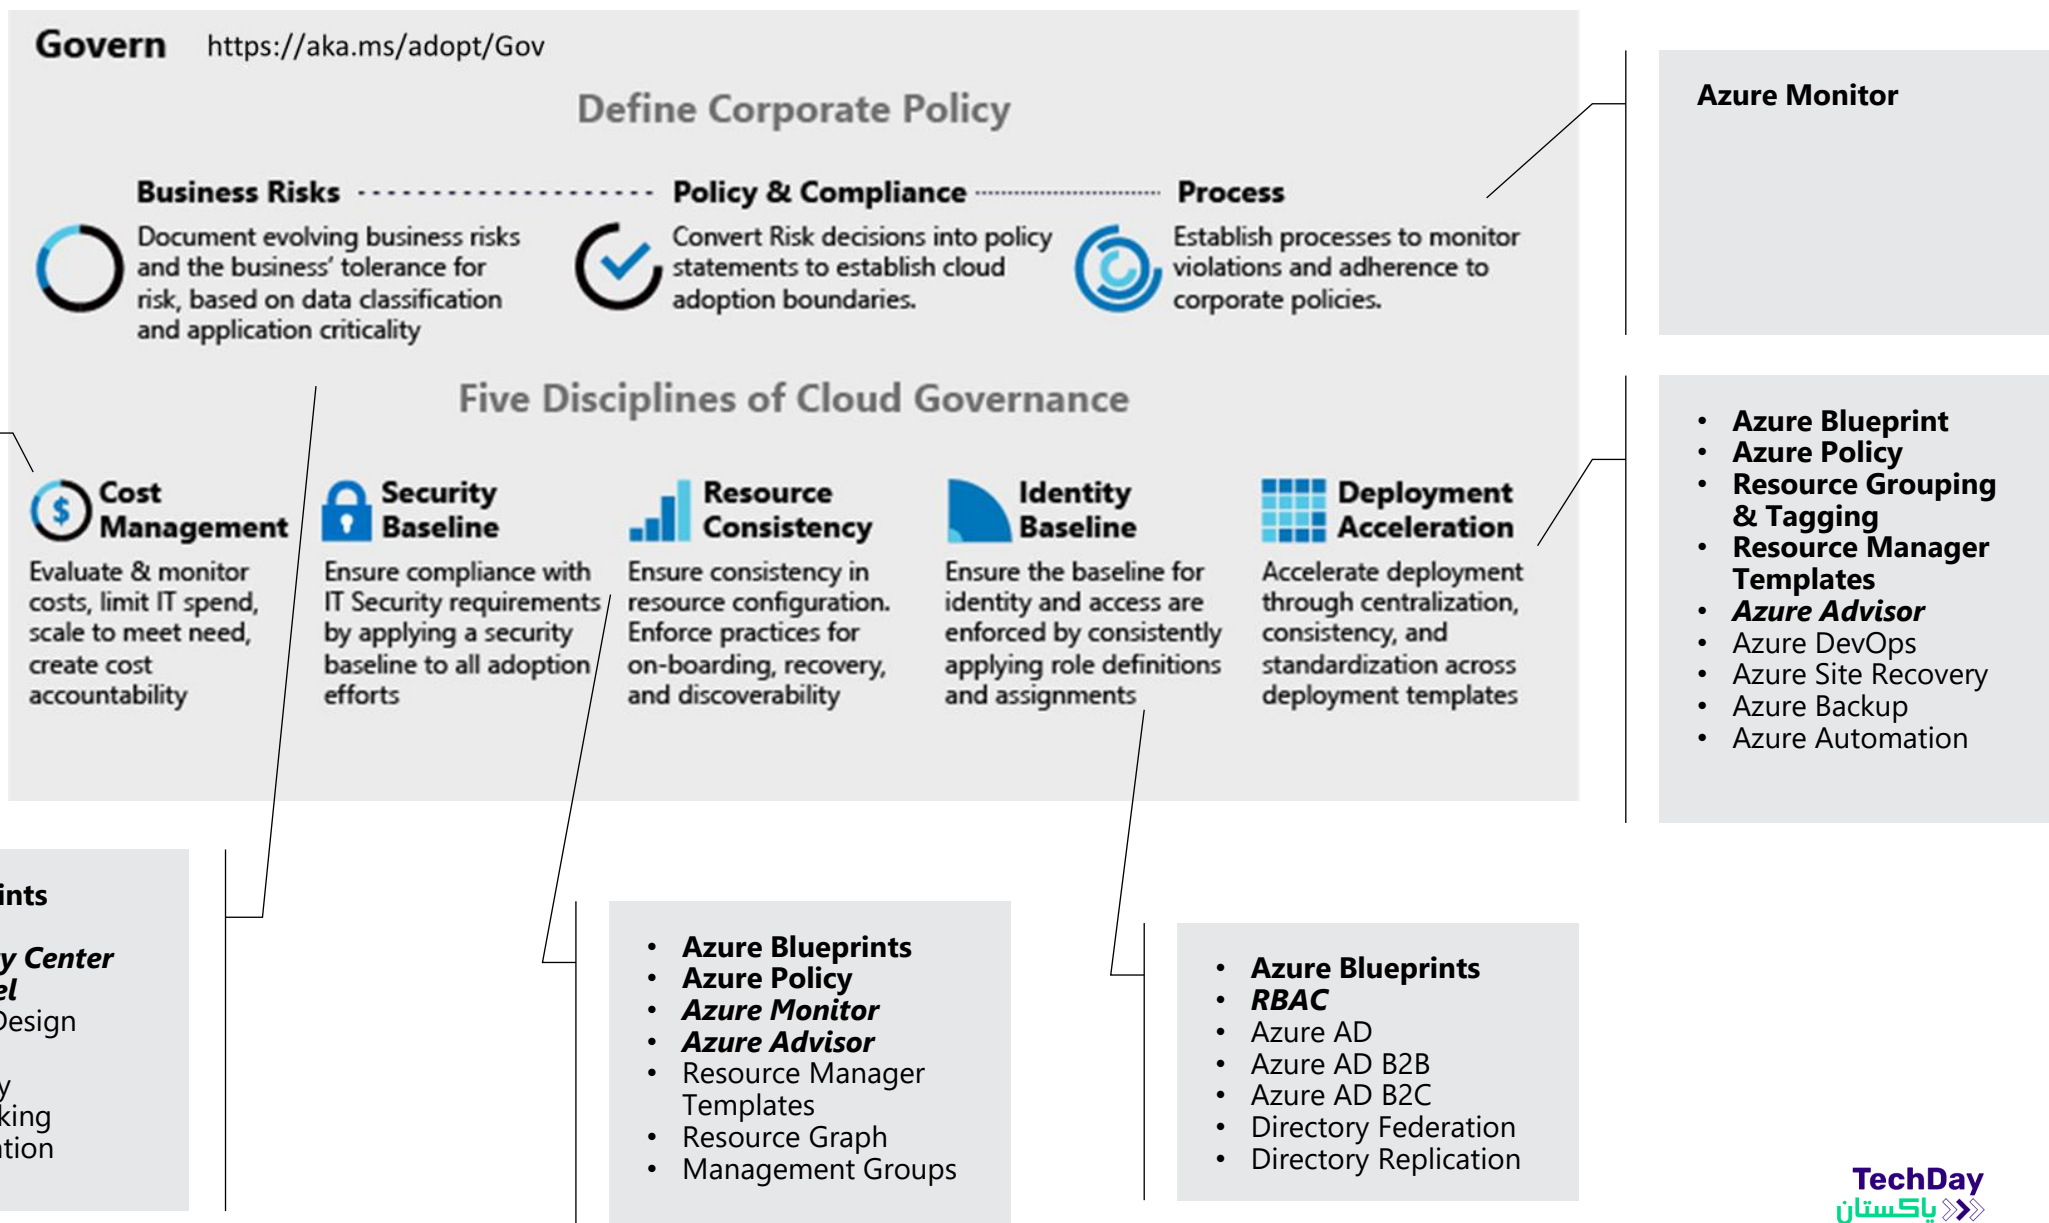 Govern https://aka.ms/adopt/Gov
Define Corporate Policy
Business Risks
Document evolving business risks
and the business' tolerance for
risk, based on data classification
and application criticality
Policy & Compliance
Convert Risk decisions into policy
statements to establish cloud
adoption boundaries.
Process
Establish processes to monitor
violations and adherence to
corporate policies.
Five Disciplines of Cloud Governance
$
Cost
Management
Evaluate & monitor
costs, limit IT spend,
scale to meet need,
create cost
accountability
Security
Baseline
Ensure compliance with
IT Security requirements
by applying a security
baseline to all adoption
efforts
Resource
Consistency
Ensure consistency in
resource configuration.
Enforce practices for
on-boarding, recovery,
and discoverability
Identity
Baseline
Ensure the baseline for
identity and access are
enforced by consistently
applying role definitions
and assignments
Deployment
Acceleration
Accelerate deployment
through centralization,
consistency, and
standardization across
deployment templates
Azure Monitor
• Azure Blueprint
• Azure Policy
• Resource Grouping
& Tagging
• Resource Manager
Templates
• Azure Advisor
• Azure DevOps
• Azure Site Recovery
• Azure Backup
• Azure Automation
ints
y Center
el
Design
y
king
ation
• Azure Blueprints
• Azure Policy
• Azure Monitor
• Azure Advisor
• Resource Manager
Templates
• Resource Graph
• Management Groups
• Azure Blueprints
• RBAC
• Azure AD
• Azure AD B2B
• Azure AD B2C
• Directory Federation
• Directory Replication
TechDay
پاکستان